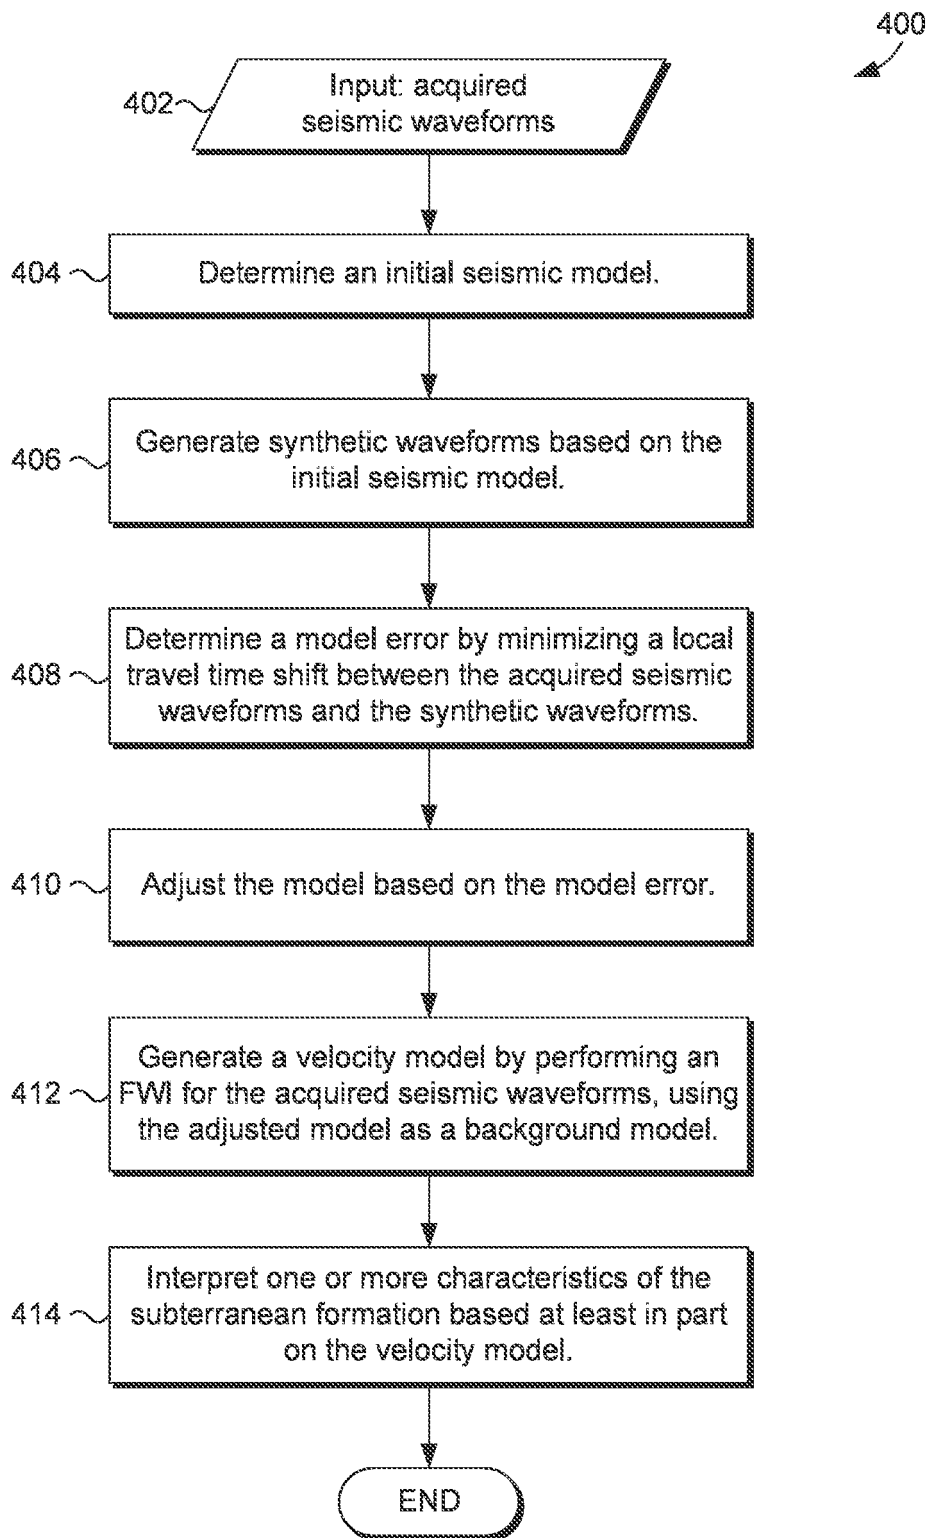 400
402
Input: acquired
seismic waveforms
404
Determine an initial seismic model.
406
Generate synthetic waveforms based on the
initial seismic model.
408
Determine a model error by minimizing a local
travel time shift between the acquired seismic
waveforms and the synthetic waveforms.
410
Adjust the model based on the model error.
412
Generate a velocity model by performing an
FWI for the acquired seismic waveforms, using
the adjusted model as a background model.
414
Interpret one or more characteristics of the
subterranean formation based at least in part
on the velocity model.
END